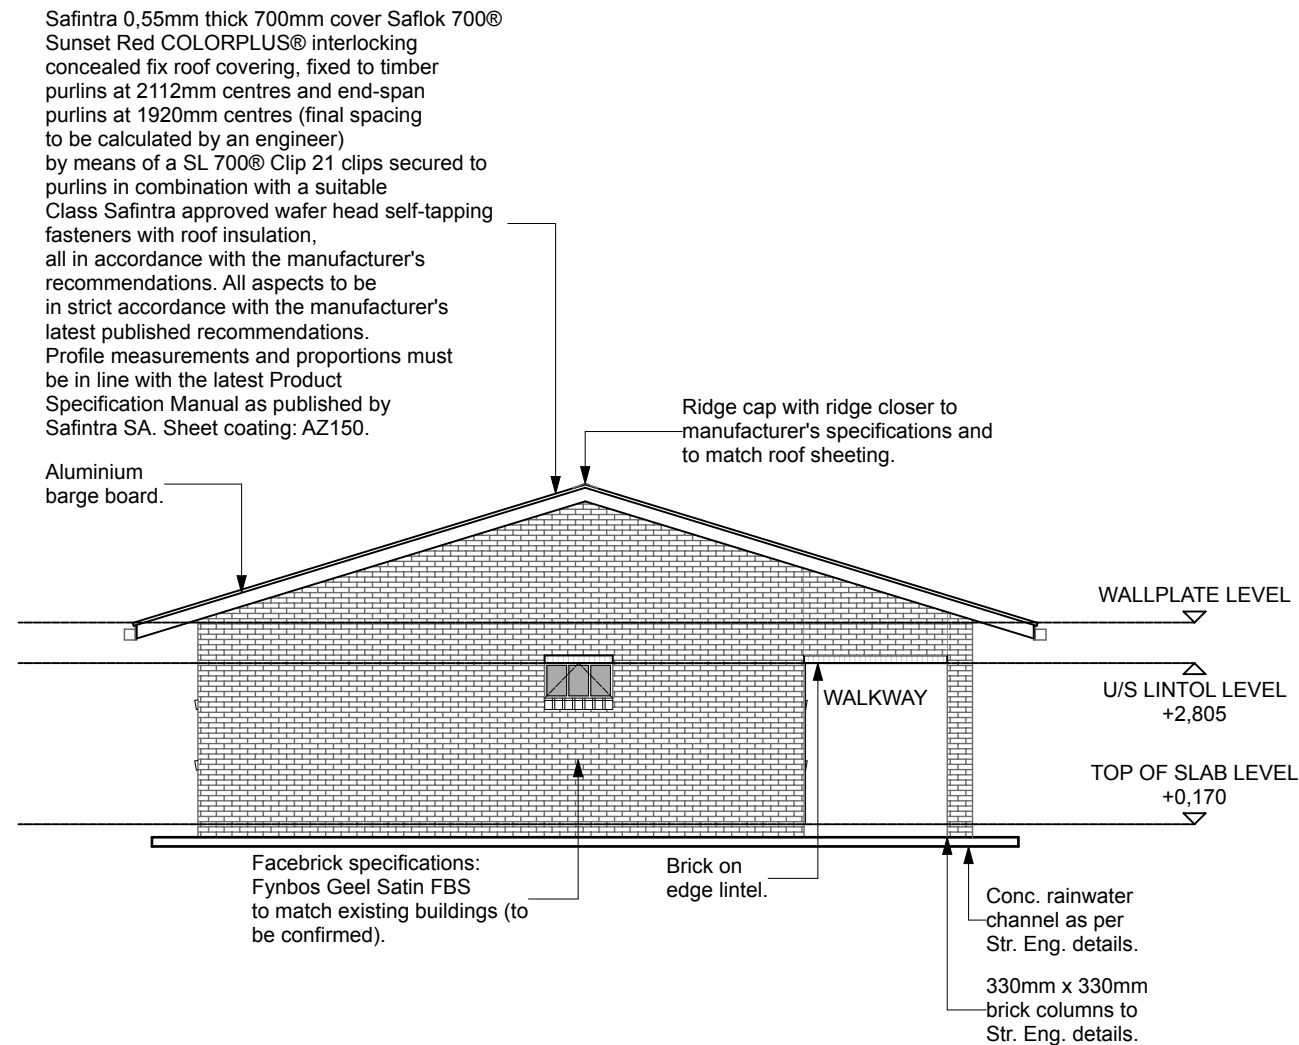 Safintra 0,55mm thick 700mm cover Saflok 700®
Sunset Red COLORPLUS® interlocking
concealed fix roof covering, fixed to timber
purlins at 2112mm centres and end-span
purlins at 1920mm centres (final spacing
to be calculated by an engineer)
by means of a SL 700® Clip 21 clips secured to
purlins in combination with a suitable
Class Safintra approved wafer head self-tapping
fasteners with roof insulation,
all in accordance with the manufacturer's
recommendations. All aspects to be
in strict accordance with the manufacturer's
latest published recommendations.
Profile measurements and proportions must
be in line with the latest Product
Specification Manual as published by
Safintra SA. Sheet coating: AZ150.
Ridge cap with ridge closer to
manufacturer's specifications and
to match roof sheeting.
Aluminium
barge board.
WALLPLATE LEVEL
WALKWAY
U/S LINTOL LEVEL
+2,805
TOP OF SLAB LEVEL
+0,170
Facebrick specifications:
Fynbos Geel Satin FBS
to match existing buildings (to
be confirmed).
Brick on
edge lintel.
Conc. rainwater
channel as per
Str. Eng. details.
330mm x 330mm
brick columns to
Str. Eng. details.